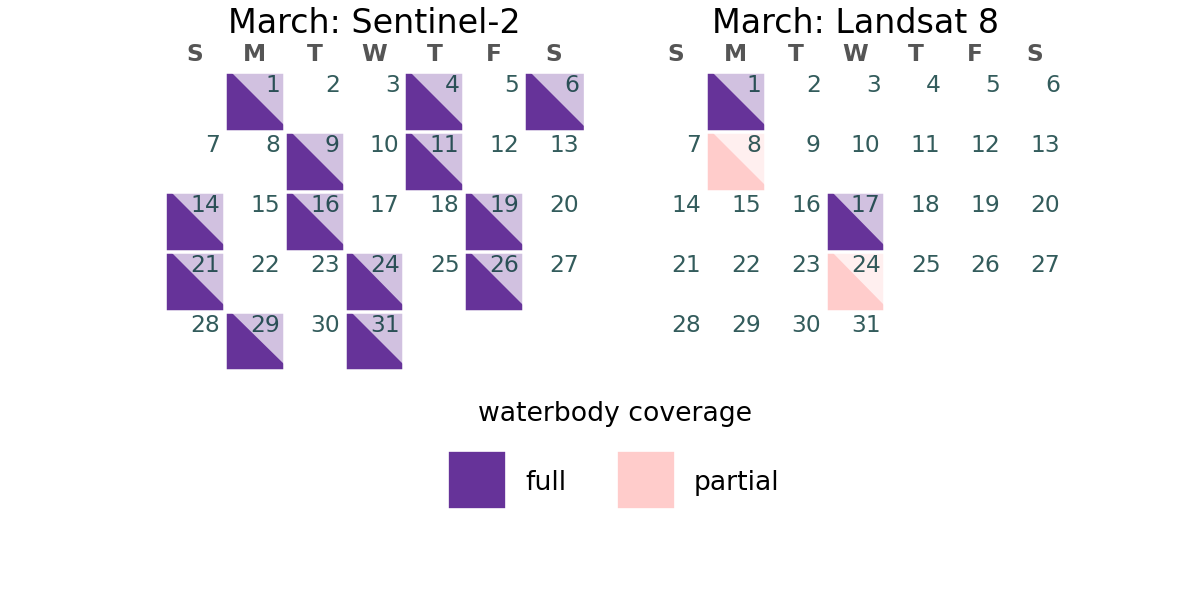 March: Sentinel-2
S M T W T F S
1 2 3 4 5 6
7 8 9 10 11 12 13
14 15 16 17 18 19 20
21 22 23 24 25 26 27
28 29 30 31
March: Landsat 8
S M T W T F S
1 2 3 4 5 6
7 8 9 10 11 12 13
14 15 16 17 18 19 20
21 22 23 24 25 26 27
28 29 30 31
waterbody coverage
full
partial